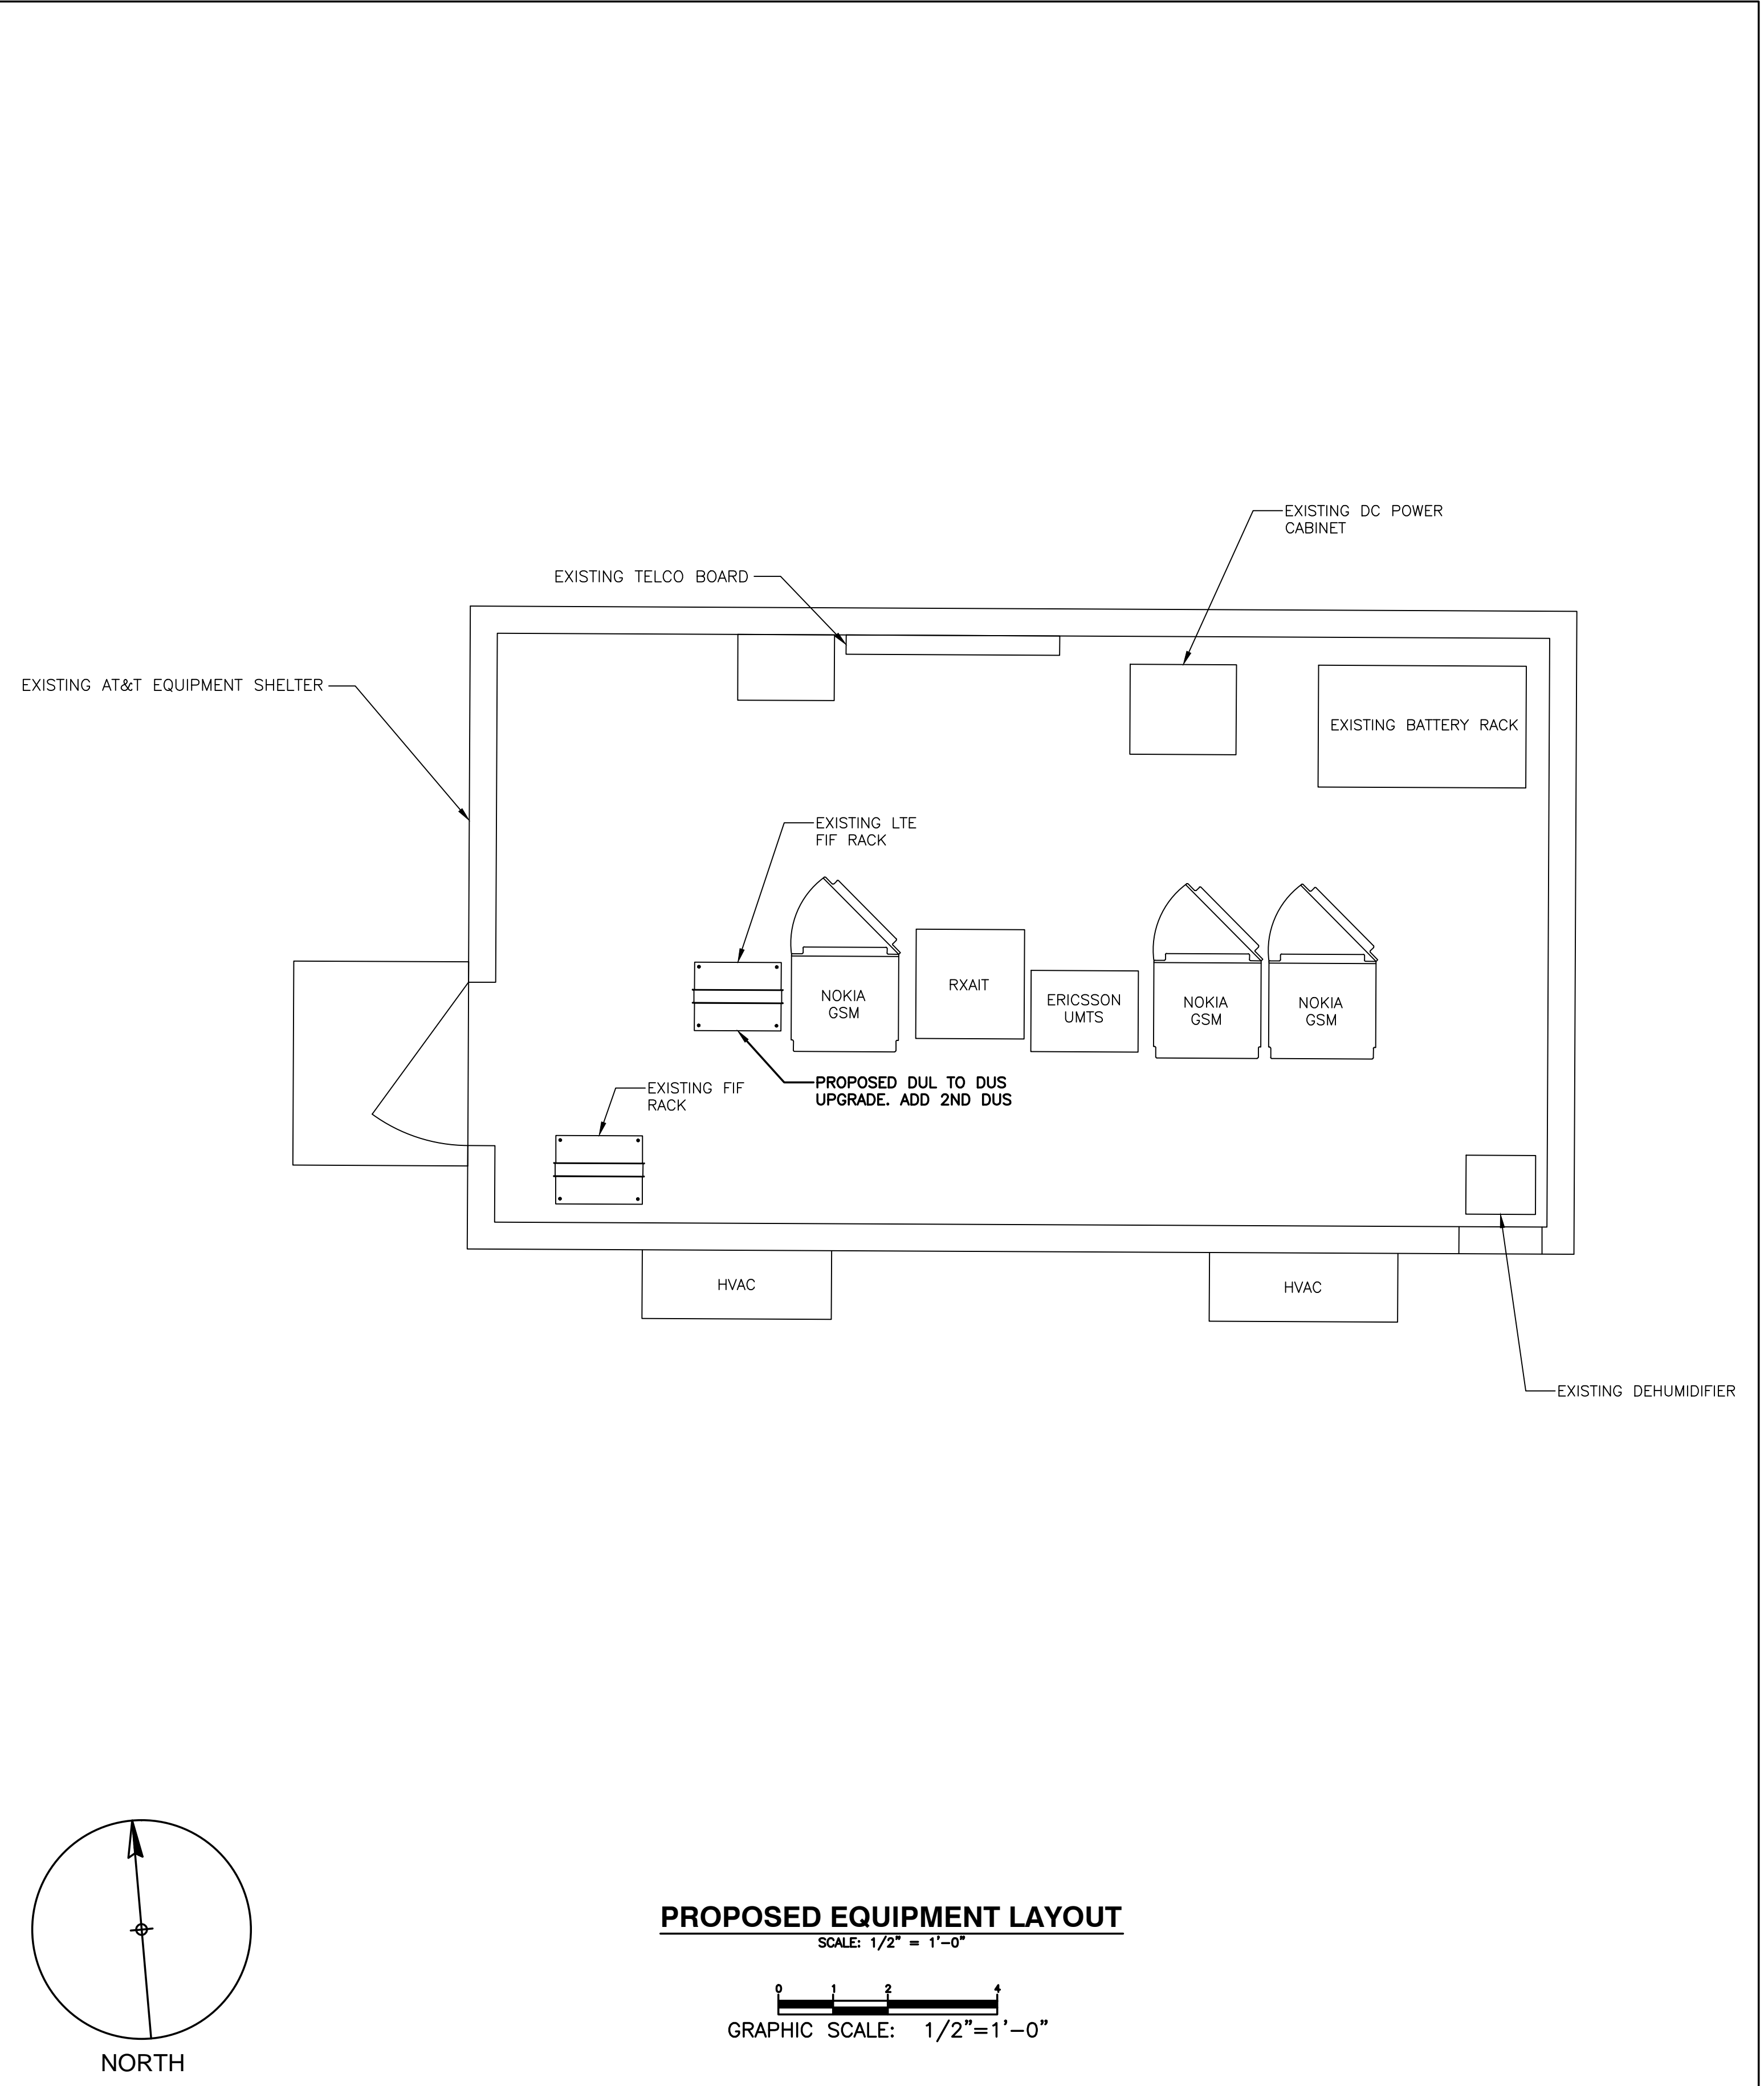 EXISTING DC POWER
CABINET
EXISTING TELCO BOARD
EXISTING AT&T EQUIPMENT SHELTER
EXISTING BATTERY RACK
EXISTING LTE
FIF RACK
NOKIA
GSM
RXAIT
ERICSSON
UMTS
NOKIA
GSM
NOKIA
GSM
PROPOSED DUL TO DUS
UPGRADE. ADD 2ND DUS
EXISTING FIF
RACK
HVAC
HVAC
EXISTING DEHUMIDIFIER
NORTH
PROPOSED EQUIPMENT LAYOUT
SCALE: 1/2" = 1'-0"
0 1 2 4
GRAPHIC SCALE: 1/2"=1'-0"